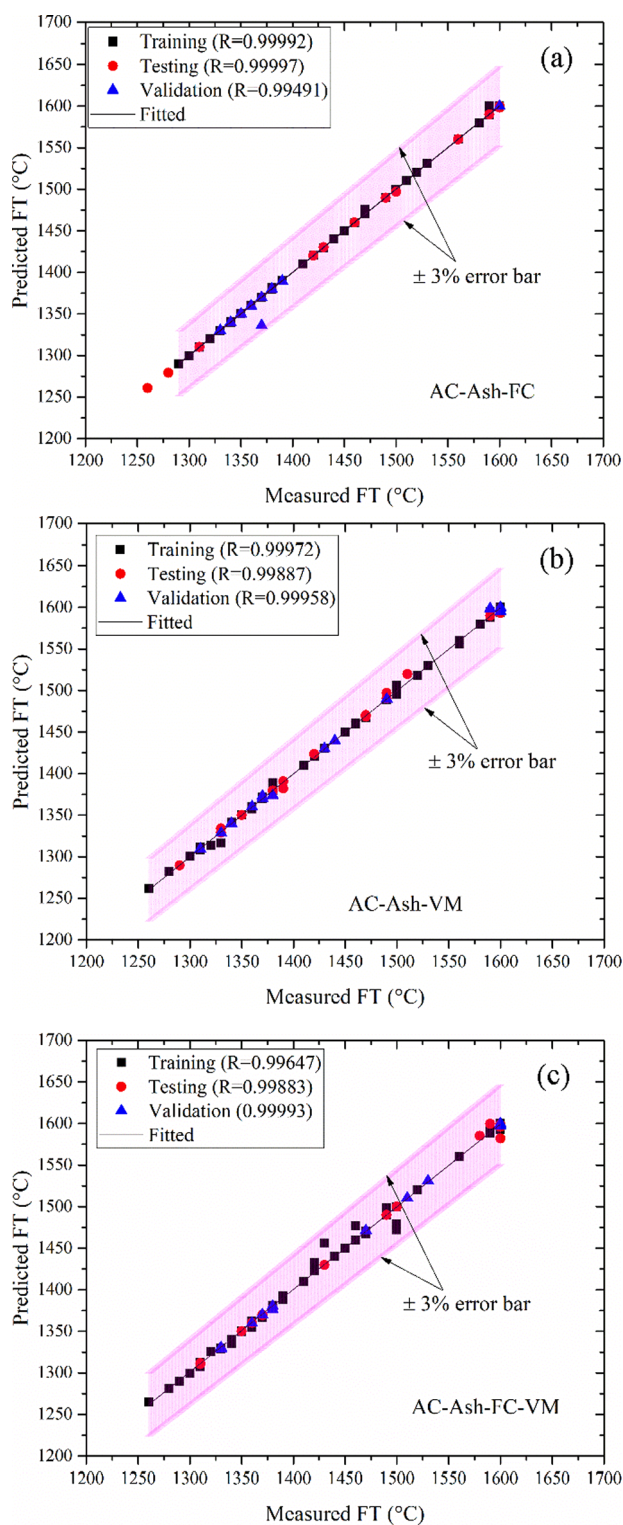 Training (R=0.99992)
Testing (R=0.99997)
Validation (R=0.99491)
Fitted
(a)
± 3% error bar
AC-Ash-FC
Predicted FT (°C)
1700
1650
1600
1550
1500
1450
1400
1350
1300
1250
1200
1200 1250 1300 1350 1400 1450 1500 1550 1600 1650 1700
Measured FT (°C)
Training (R=0.99972)
Testing (R=0.99887)
Validation (R=0.99958)
Fitted
(b)
± 3% error bar
AC-Ash-VM
Predicted FT (°C)
1700
1650
1600
1550
1500
1450
1400
1350
1300
1250
1200
1200 1250 1300 1350 1400 1450 1500 1550 1600 1650 1700
Measured FT (°C)
Training (R=0.99647)
Testing (R=0.99883)
Validation (0.99993)
Fitted
(c)
± 3% error bar
AC-Ash-FC-VM
Predicted FT (°C)
1700
1650
1600
1550
1500
1450
1400
1350
1300
1250
1200
1200 1250 1300 1350 1400 1450 1500 1550 1600 1650 1700
Measured FT (°C)